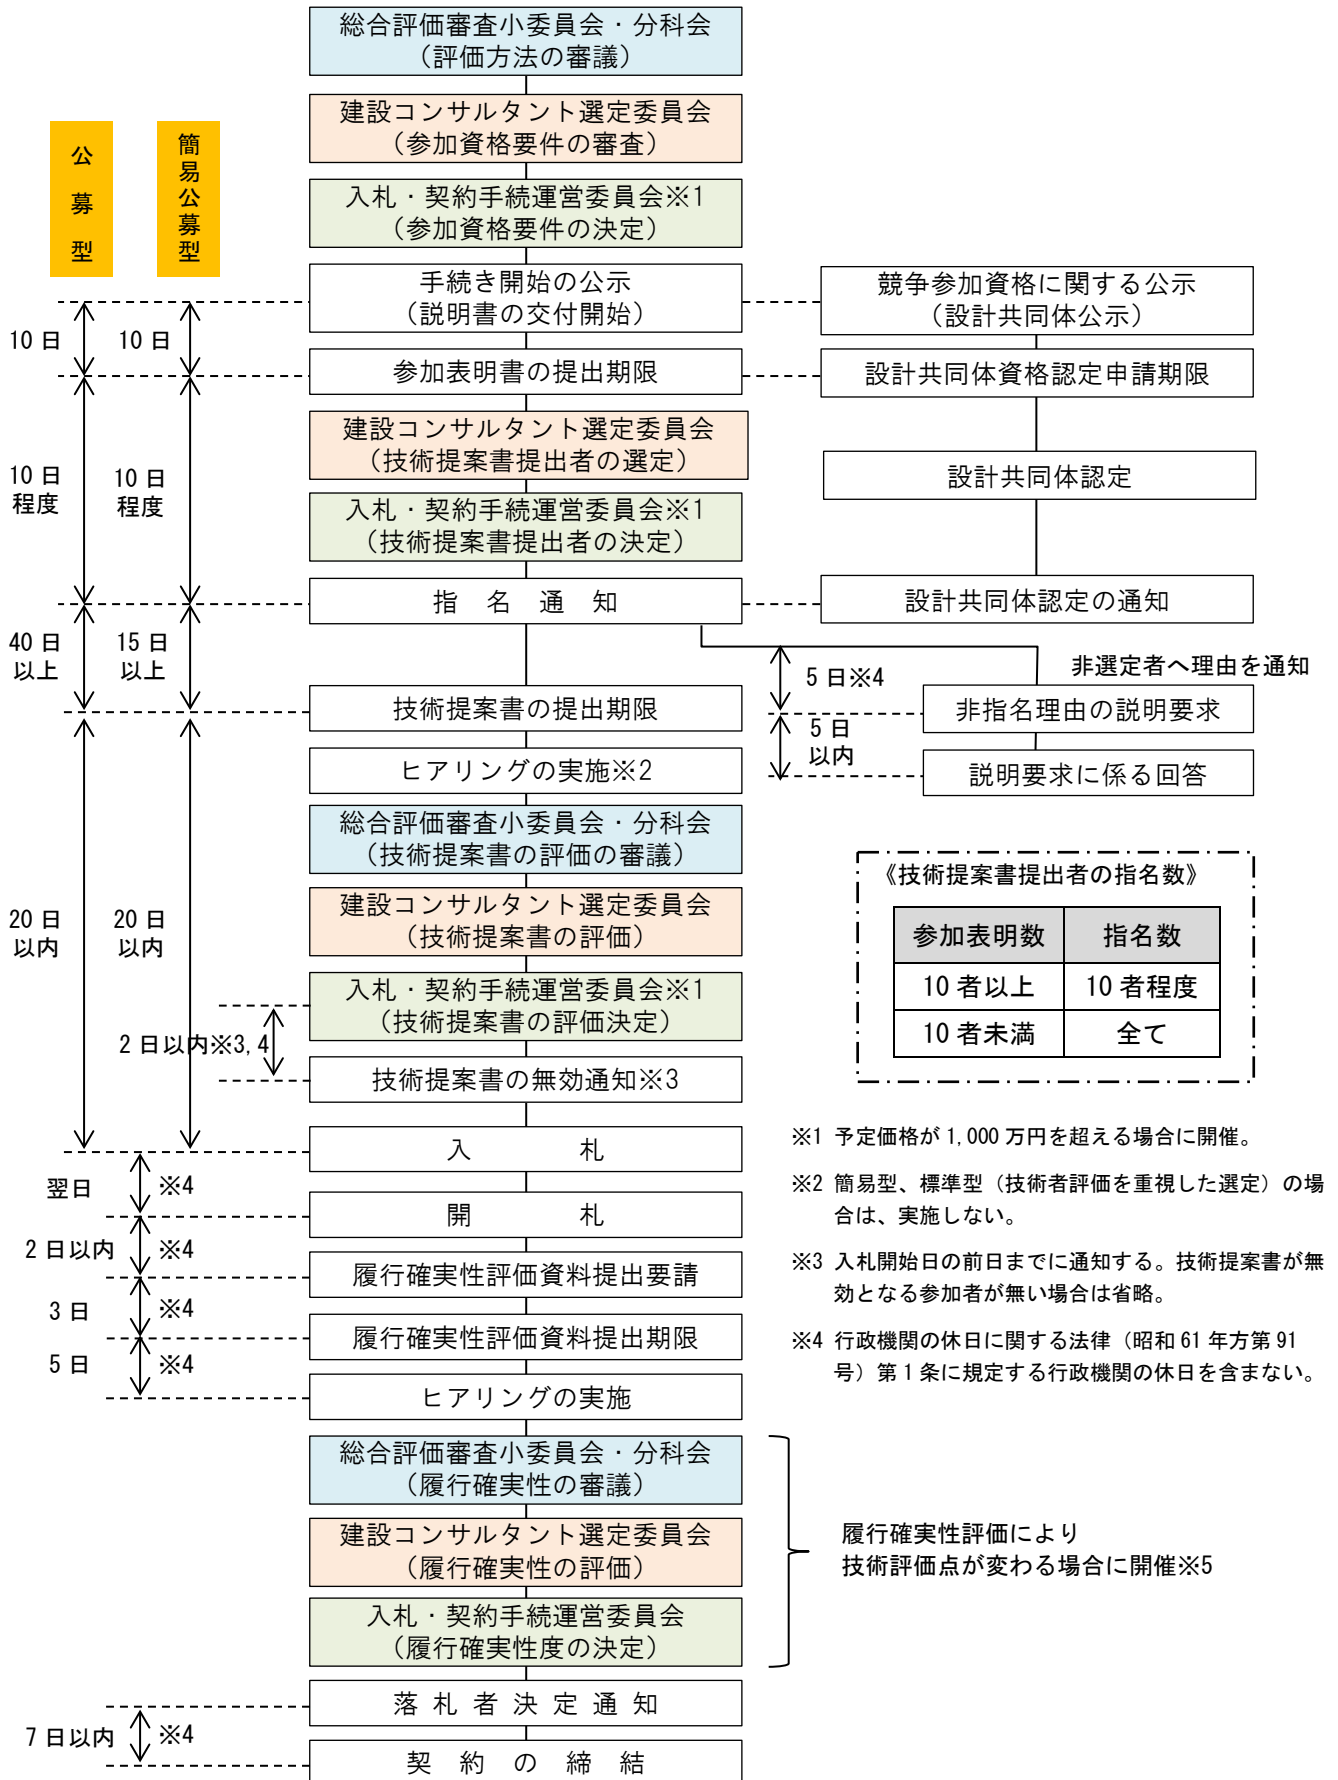 総合評価審査小委員会・分科会
（評価方法の審議）
建設コンサルタント選定委員会
（参加資格要件の審査）
公募型
簡易公募型
入札・契約手続運営委員会※1
（参加資格要件の決定）
手続き開始の公示
（説明書の交付開始）
競争参加資格に関する公示
（設計共同体公示）
10日
10日
参加表明書の提出期限
設計共同体資格認定申請期限
建設コンサルタント選定委員会
（技術提案書提出者の選定）
設計共同体認定
10日
程度
10日
程度
入札・契約手続運営委員会※1
（技術提案書提出者の決定）
指名通知
設計共同体認定の通知
40日
以上
15日
以上
非選定者へ理由を通知
5日※4
技術提案書の提出期限
非指名理由の説明要求
5日
以内
ヒアリングの実施※2
説明要求に係る回答
総合評価審査小委員会・分科会
（技術提案書の評価の審議）
《技術提案書提出者の指名数》
参加表明数 指名数
10者以上 10者程度
10者未満 全て
建設コンサルタント選定委員会
（技術提案書の評価）
20日
以内
20日
以内
入札・契約手続運営委員会※1
（技術提案書の評価決定）
2日以内※3,4
技術提案書の無効通知※3
入札
翌日
※4
開札
2日以内
※4
履行確実性評価資料提出要請
3日
※4
履行確実性評価資料提出期限
5日
※4
ヒアリングの実施
※1 予定価格が1,000万円を超える場合に開催。
※2 簡易型、標準型（技術者評価を重視した選定）の場
合は、実施しない。
※3 入札開始日の前日までに通知する。技術提案書が無
効となる参加者が無い場合は省略。
※4 行政機関の休日に関する法律（昭和61年方第91
号）第1条に規定する行政機関の休日を含まない。
総合評価審査小委員会・分科会
（履行確実性の審議）
建設コンサルタント選定委員会
（履行確実性の評価）
入札・契約手続運営委員会
（履行確実性度の決定）
履行確実性評価により
技術評価点が変わる場合に開催※5
落札者決定通知
7日以内
※4
契約の締結